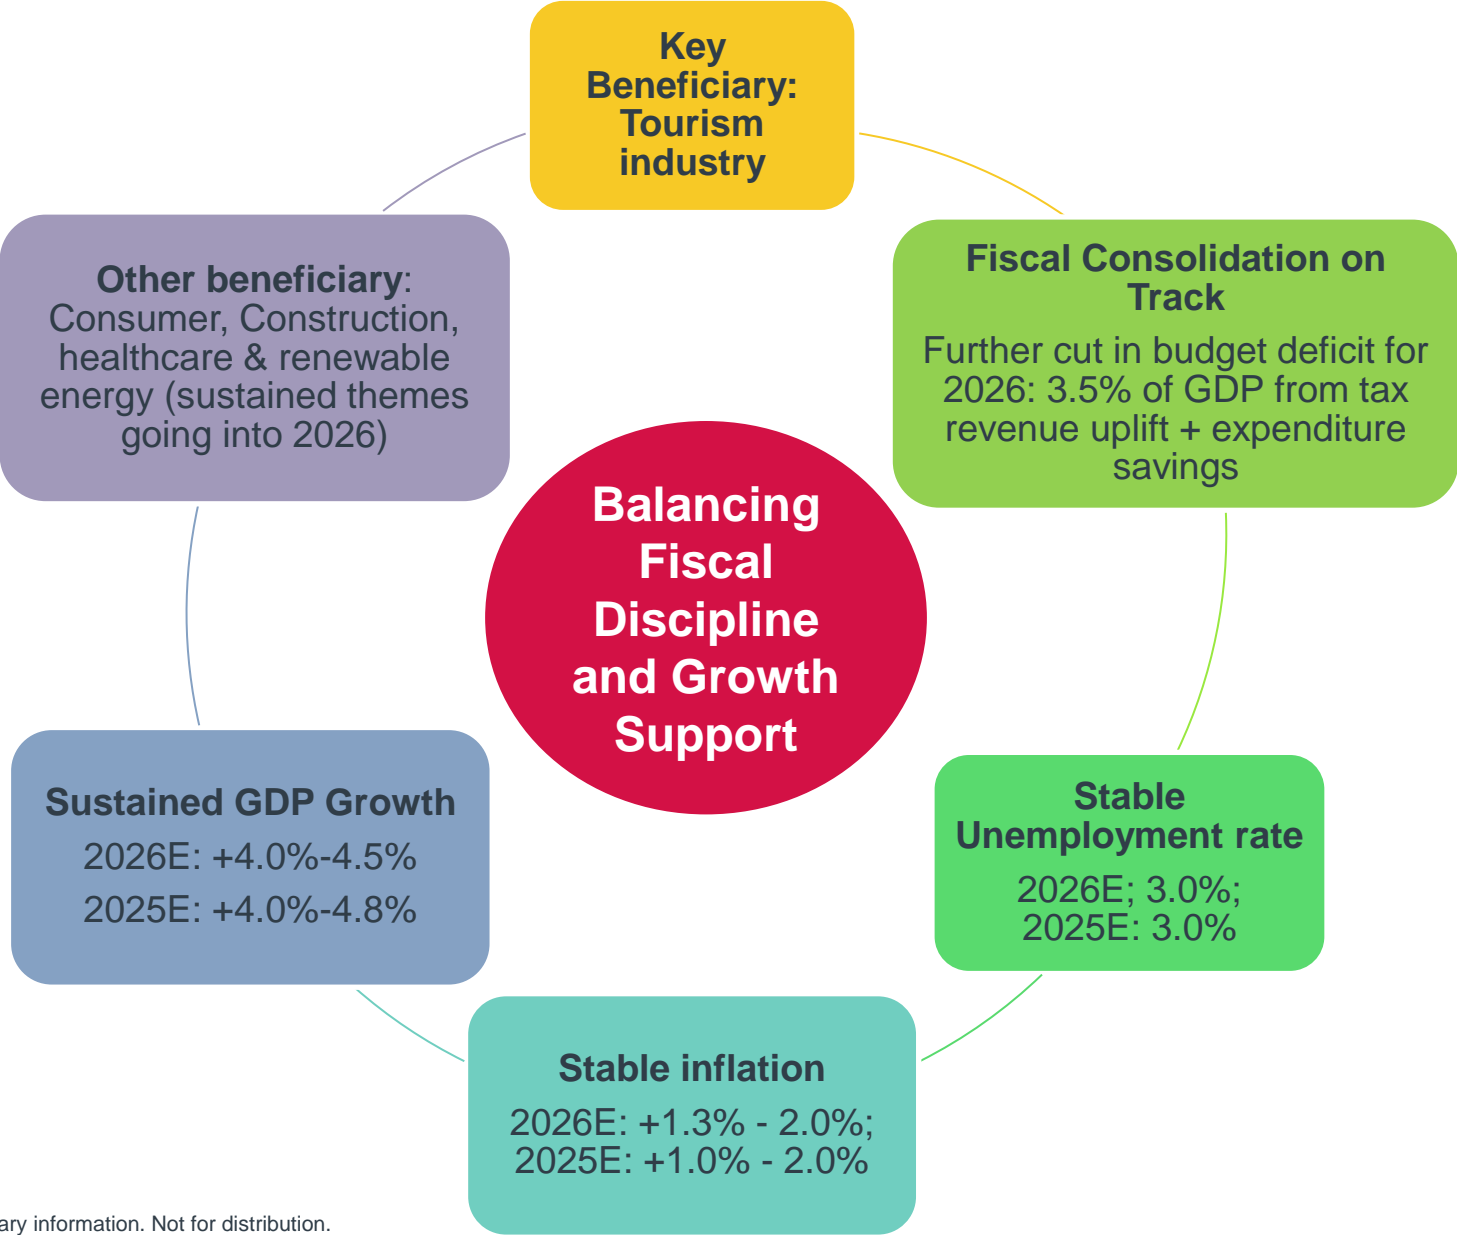 Key
Beneficiary:
Tourism
industry
Fiscal Consolidation on
Track
Further cut in budget deficit for
2026: 3.5% of GDP from tax
revenue uplift + expenditure
savings
Stable
Unemployment rate
2026E; 3.0%;
2025E: 3.0%
Stable inflation
2026E: +1.3% - 2.0%;
2025E: +1.0% - 2.0%
Sustained GDP Growth
2026E: +4.0%-4.5%
2025E: +4.0%-4.8%
Other beneficiary:
Consumer, Construction,
healthcare & renewable
energy (sustained themes
going into 2026)
Balancing
Fiscal
Discipline
and Growth
Support
ary information. Not for distribution.